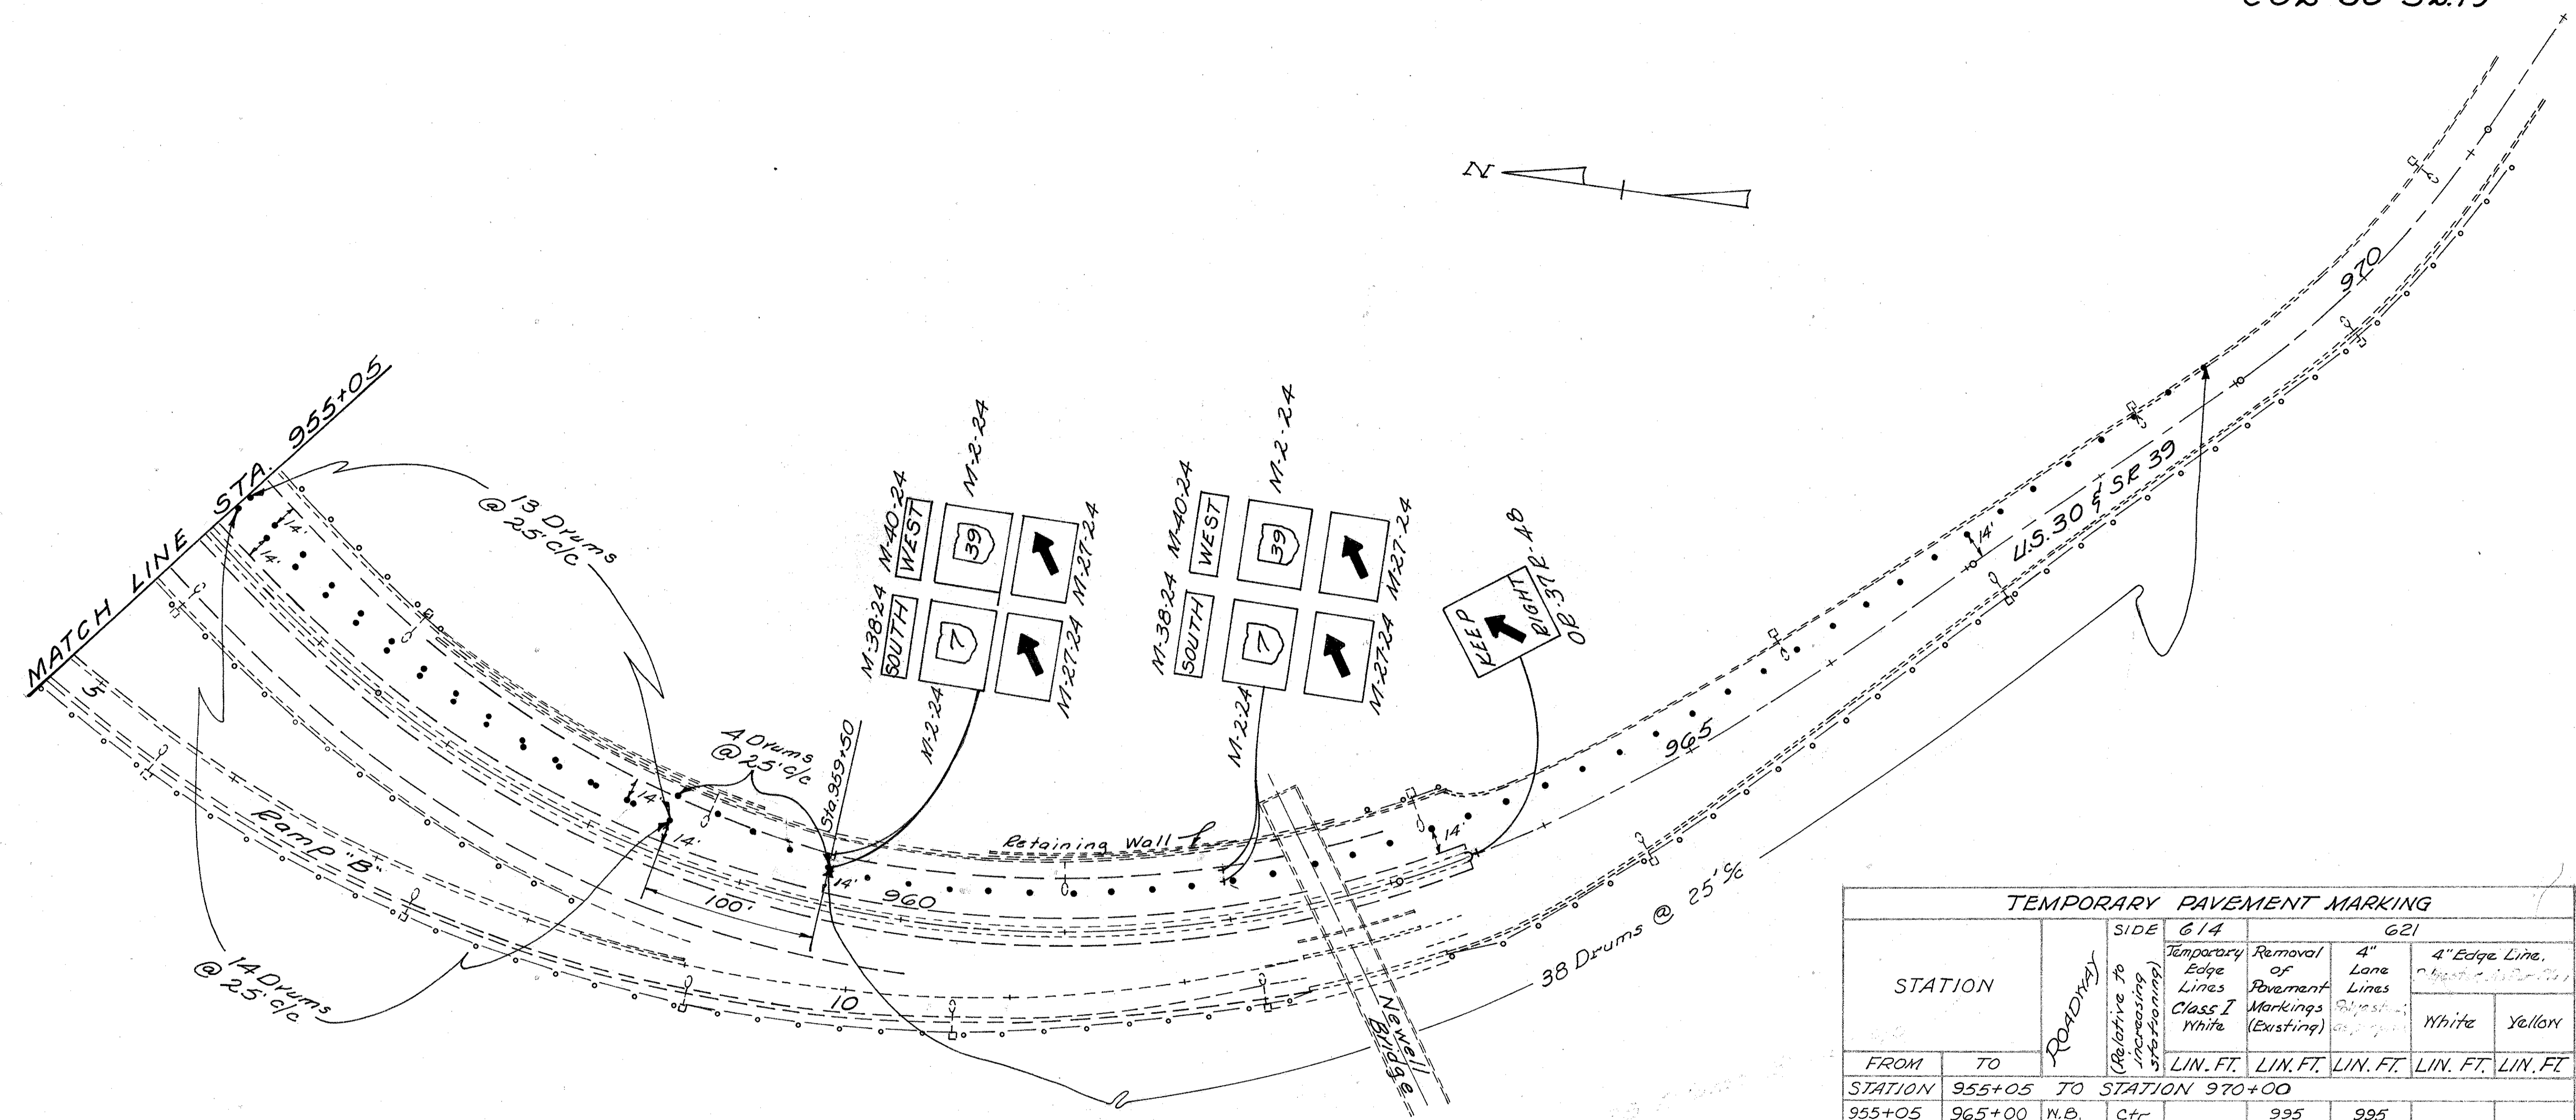 N
MATCH LINE STA. 955+05
13 Drums
@ 25' c/c
14'
14'
5
Ramp "B"
14 Drums
@ 25' c/c
14'
14'
100'
4 Drums
@ 25' c/c
Sta. 959+50
14'
960
10
M-38-24
M-40-24
SOUTH
WEST
M-2-24
39
7
M-2-24
M-27-24
M-27-24
M-38-24
M-40-24
SOUTH
WEST
M-2-24
39
7
M-2-24
M-27-24
M-27-24
KEEP
RIGHT
OR-37 R-48
Retaining Wall
14'
965
14'
U.S. 30 & SR 39
970
38 Drums @ 25' c/c
Newell
Bridge
TEMPORARY PAVEMENT MARKING
STATION
ROADWAY
SIDE
(Relative to
increasing
stationing)
614
621
Temporary
Edge
Lines
Class I
White
Removal
of
Pavement
Markings
(Existing)
4"
Lane
Lines
4" Edge Line,
White
Yellow
FROM
TO
LIN. FT.
LIN. FT.
LIN. FT.
LIN. FT.
LIN. FT.
STATION 955+05 TO STATION 970+00
955+05 965+00 W.B. Ctr 995 995